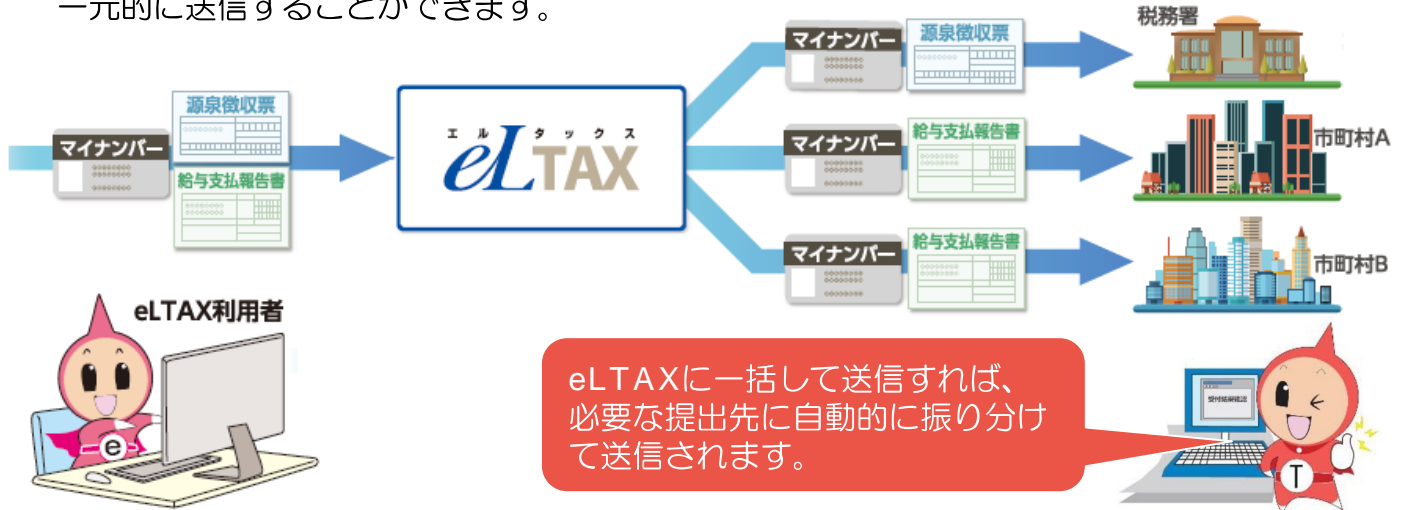 一元的に送信することができます。
税務署
マイナンバー
源泉徴収票
源泉徴収票
マイナンバー
給与支払報告書
エルタックス
eLTAX
マイナンバー
給与支払報告書
市町村A
マイナンバー
給与支払報告書
市町村B
eLTAX利用者
eLTAXに一括して送信すれば、
必要な提出先に自動的に振り分け
て送信されます。
受付結果確認
e
T